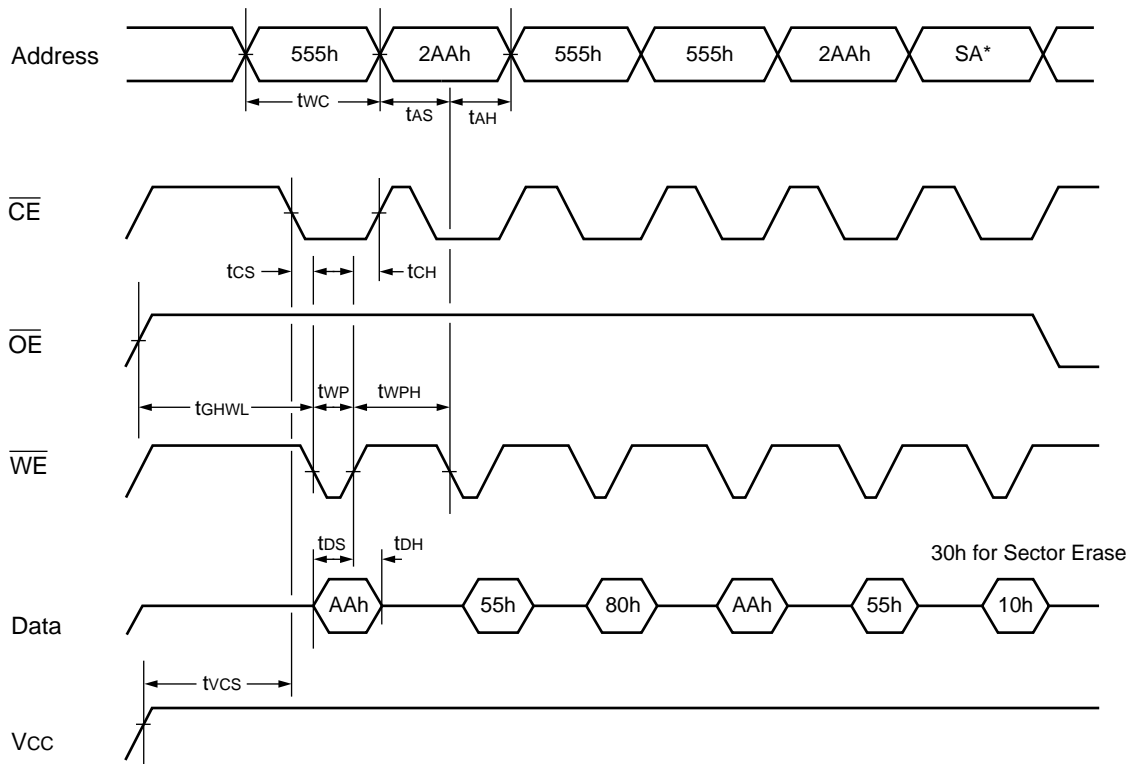 Address
555h
2AAh
555h
555h
2AAh
SA*
tWC
tAS
tAH
CE
tCS
tCH
OE
tGHWL
tWP
tWPH
WE
tDS
tDH
30h for Sector Erase
Data
AAh
55h
80h
AAh
55h
10h
tVCS
VCC